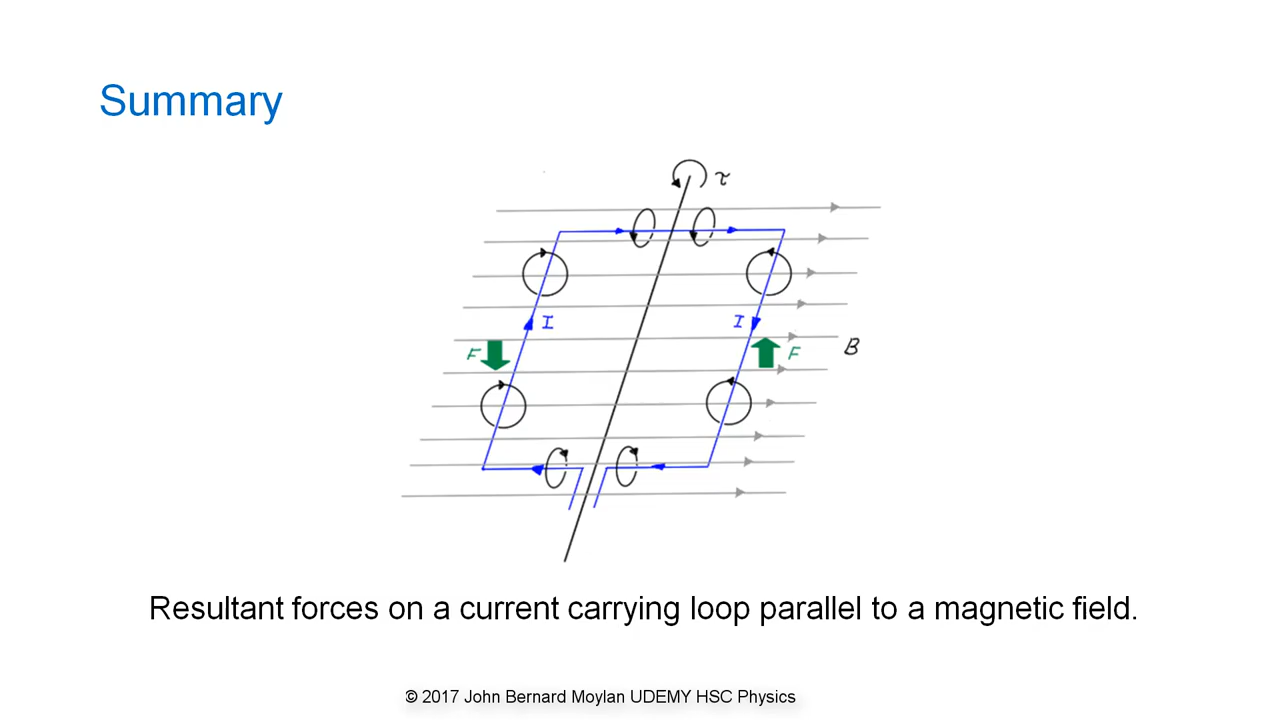 Summary
τ
I
I
F
F
B
Resultant forces on a current carrying loop parallel to a magnetic field.
© 2017 John Bernard Moylan UDEMY HSC Physics